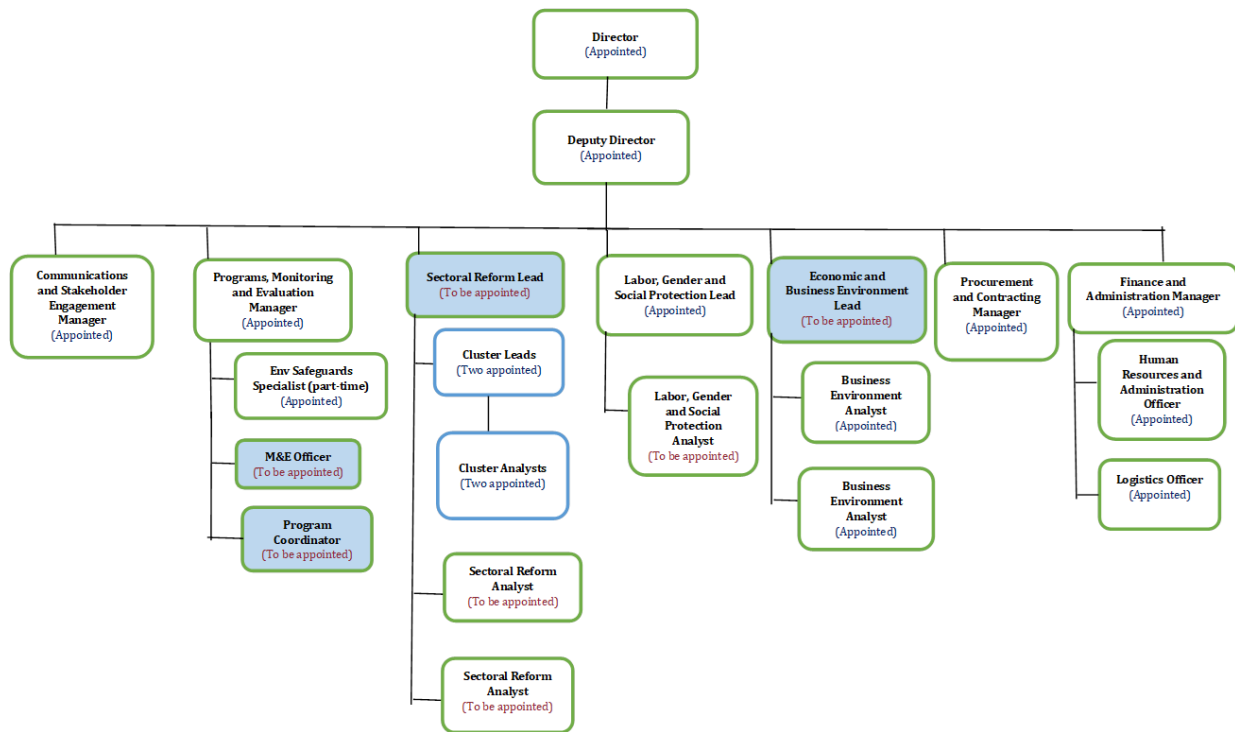 Director
(Appointed)
Deputy Director
(Appointed)
Communications
and Stakeholder
Engagement
Manager
(Appointed)
Programs, Monitoring
and Evaluation
Manager
(Appointed)
Sectoral Reform Lead
(To be appointed)
Labor, Gender and
Social Protection Lead
(Appointed)
Economic and
Business Environment
Lead
(To be appointed)
Procurement
and Contracting
Manager
(Appointed)
Finance and
Administration Manager
(Appointed)
Env Safeguards
Specialist (part-time)
(Appointed)
M&E Officer
(To be appointed)
Program
Coordinator
(To be appointed)
Cluster Leads
(Two appointed)
Cluster Analysts
(Two appointed)
Sectoral Reform
Analyst
(To be appointed)
Sectoral Reform
Analyst
(To be appointed)
Labor, Gender
and Social
Protection
Analyst
(To be appointed)
Business
Environment
Analyst
(Appointed)
Business
Environment
Analyst
(Appointed)
Human
Resources and
Administration
Officer
(Appointed)
Logistics Officer
(Appointed)